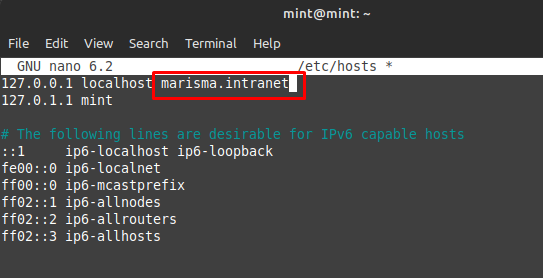 mint@mint: ~
File Edit View Search Terminal Help
GNU nano 6.2 /etc/hosts *
127.0.0.1 localhost marisma.intranet
127.0.1.1 mint
# The following lines are desirable for IPv6 capable hosts
::1 ip6-localhost ip6-loopback
fe00::0 ip6-localnet
ff00::0 ip6-mcastprefix
ff02::1 ip6-allnodes
ff02::2 ip6-allrouters
ff02::3 ip6-allhosts